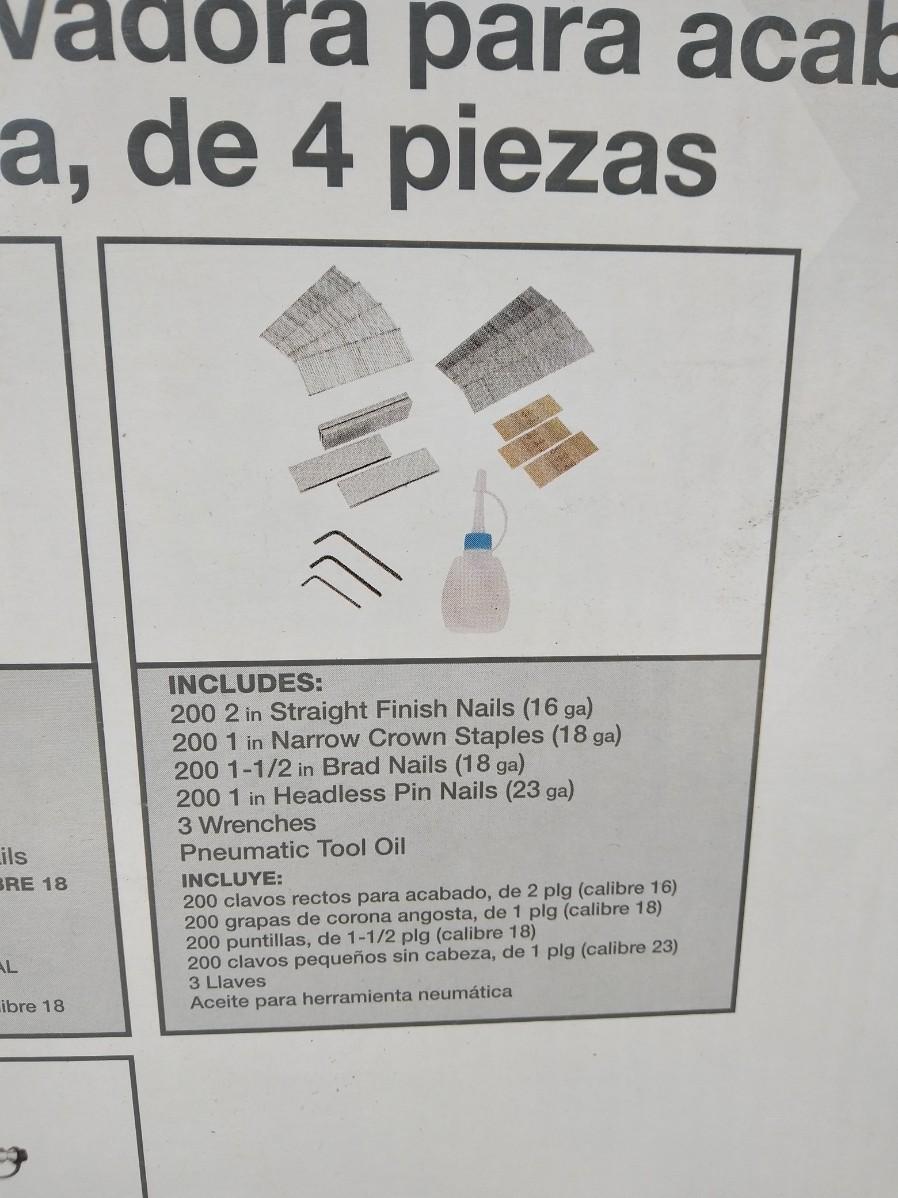 para
a, de 4 piezas
INCLUDES:
200 2 in Straight Finish Nails (16 ga)
200 1 in Narrow Crown Staples (18 ga)
200 1-1/2 in Brad Nails (18 ga)
200 1 in Headless Pin Nails (23 ga)
3 Wrenches
Pneumatic Tool Oil
INCLUYE:
200 clavos rectos para acabado, de 2 plg (calibre 16)
200 grapas de corona angosta, de 1 plg (calibre 18)
200 puntillas, de 1-1/2 plg (calibre 18)
200 clavos pequeños sin cabeza, de 1 plg (calibre 23)
3 Llaves
Aceite para herramienta neumática
ils
BRE 18
AL
ibre 18